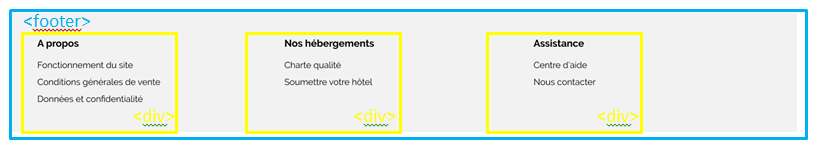 <footer>
A propos
Fonctionnement du site
Conditions générales de vente
Données et confidentialité
<div>
Nos hébergements
Charte qualité
Soumettre votre hôtel
<div>
Assistance
Centre d'aide
Nous contacter
<div>